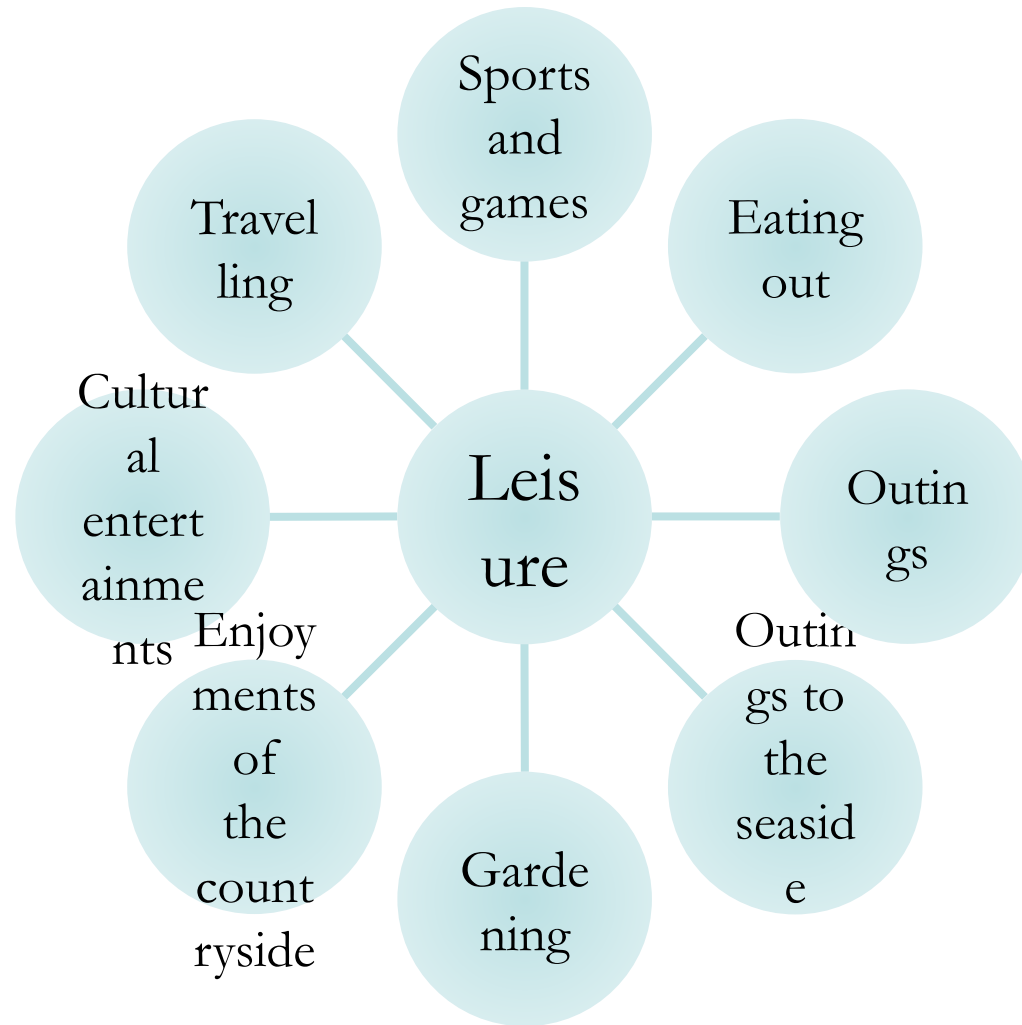 Sports
and
games
Eating
out
Outin
gs
Outin
gs to
the
seasid
e
Garde
ning
Enjoy
ments
of
the
count
ryside
Cultur
al
entert
ainme
nts
Travel
ling
Leis
ure